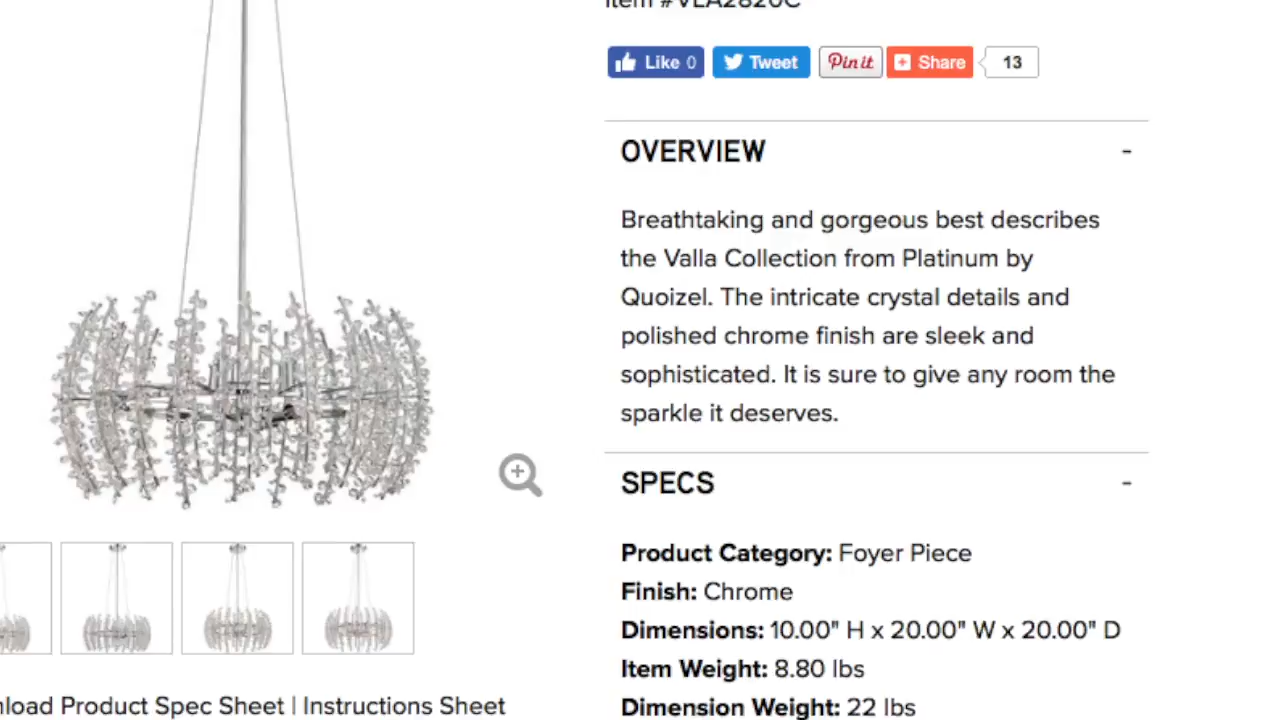 Item #VLA2820C
Like 0
Tweet
Pin it
Share
13
OVERVIEW -
Breathtaking and gorgeous best describes
the Valla Collection from Platinum by
Quoizel. The intricate crystal details and
polished chrome finish are sleek and
sophisticated. It is sure to give any room the
sparkle it deserves.
SPECS -
Product Category: Foyer Piece
Finish: Chrome
Dimensions: 10.00" H x 20.00" W x 20.00" D
Item Weight: 8.80 lbs
Dimension Weight: 22 lbs
nload Product Spec Sheet | Instructions Sheet